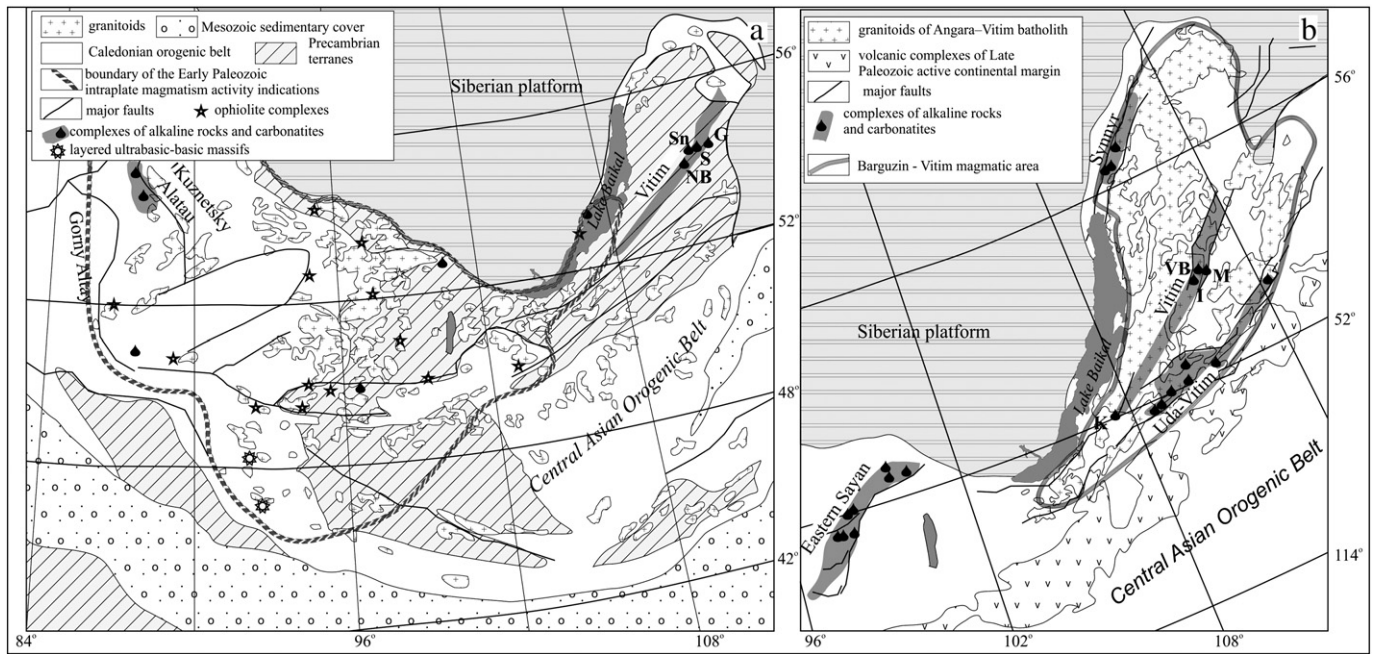 a
granitoids
Mesozoic sedimentary cover
Caledonian orogenic belt
Precambrian
terranes
boundary of the Early Paleozoic
intraplate magmatism activity indications
major faults
ophiolite complexes
complexes of alkaline rocks and carbonatites
layered ultrabasic-basic massifs
Siberian platform
56°
Sn
G
S
NB
Vitim
Lake Baikal
Kuznetsky
Alatau
Gorny Altay
52°
48°
Central Asian Orogenic Belt
42°
84°
96°
108°
b
granitoids of Angara–Vitim batholith
volcanic complexes of Late
Paleozoic active continental margin
major faults
complexes of alkaline rocks
and carbonatites
Barguzin - Vitim magmatic area
56°
Synnyr
VB
M
I
Vitim
Siberian platform
Lake Baikal
52°
K
Uda-Vitim
Eastern Sayan
Central Asian Orogenic Belt
114°
96°
102°
108°